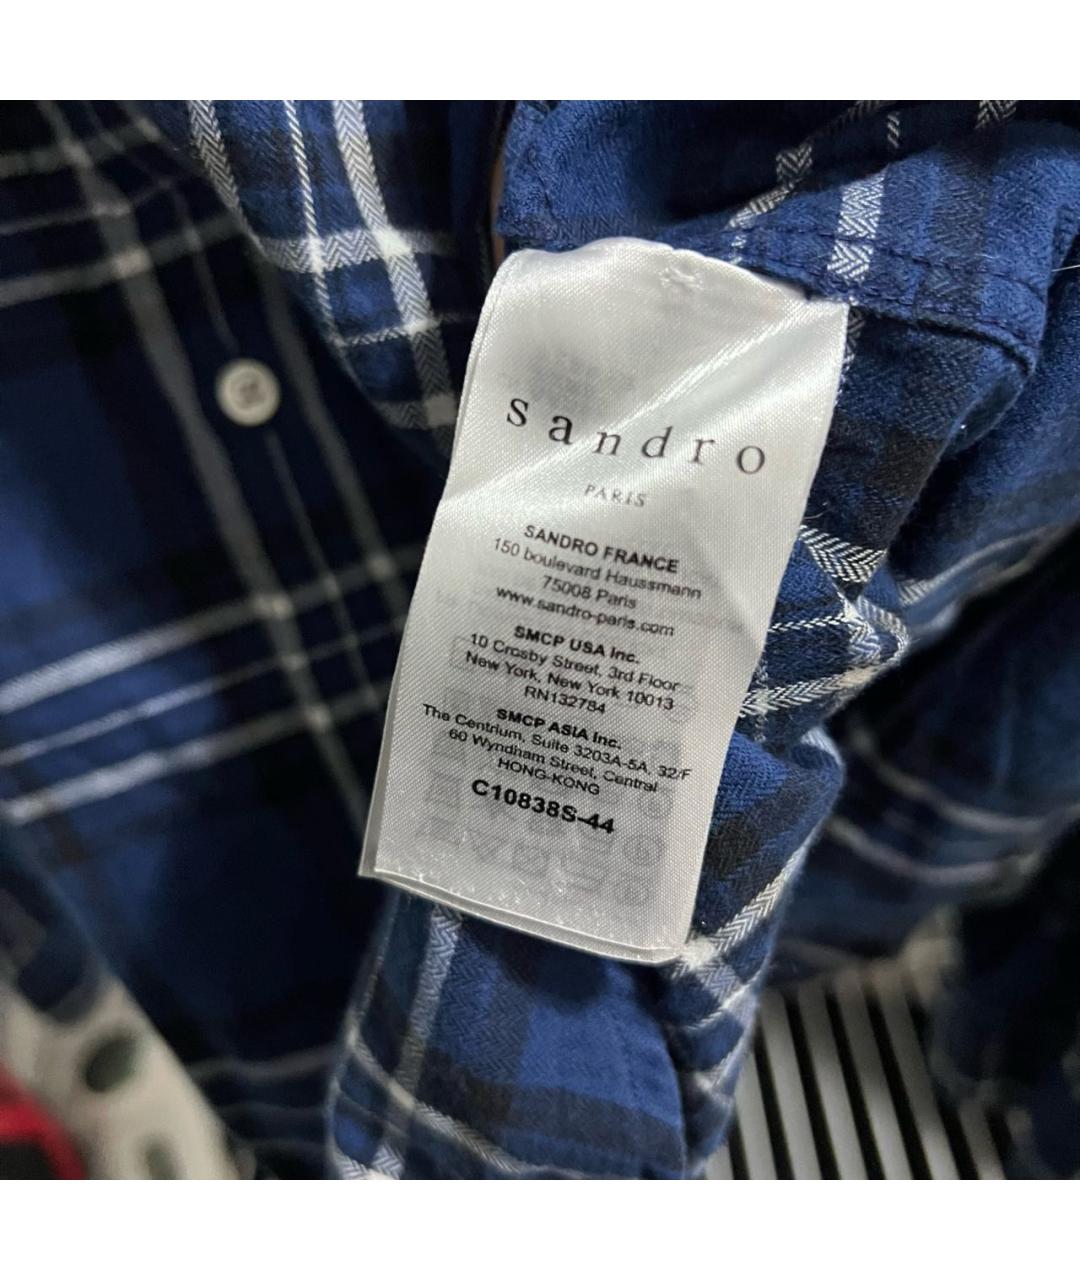 sandro
PARIS
SANDRO FRANCE
150 boulevard Haussmann
75008 Paris
www.sandro-paris.com
SMCP USA Inc.
10 Crosby Street, 3rd Floor
New York, New York 10013
RN132784
SMCP ASIA Inc.
The Centrium, Suite 3203A-5A, 32/F
60 Wyndham Street, Central
HONG-KONG
C10838S-44